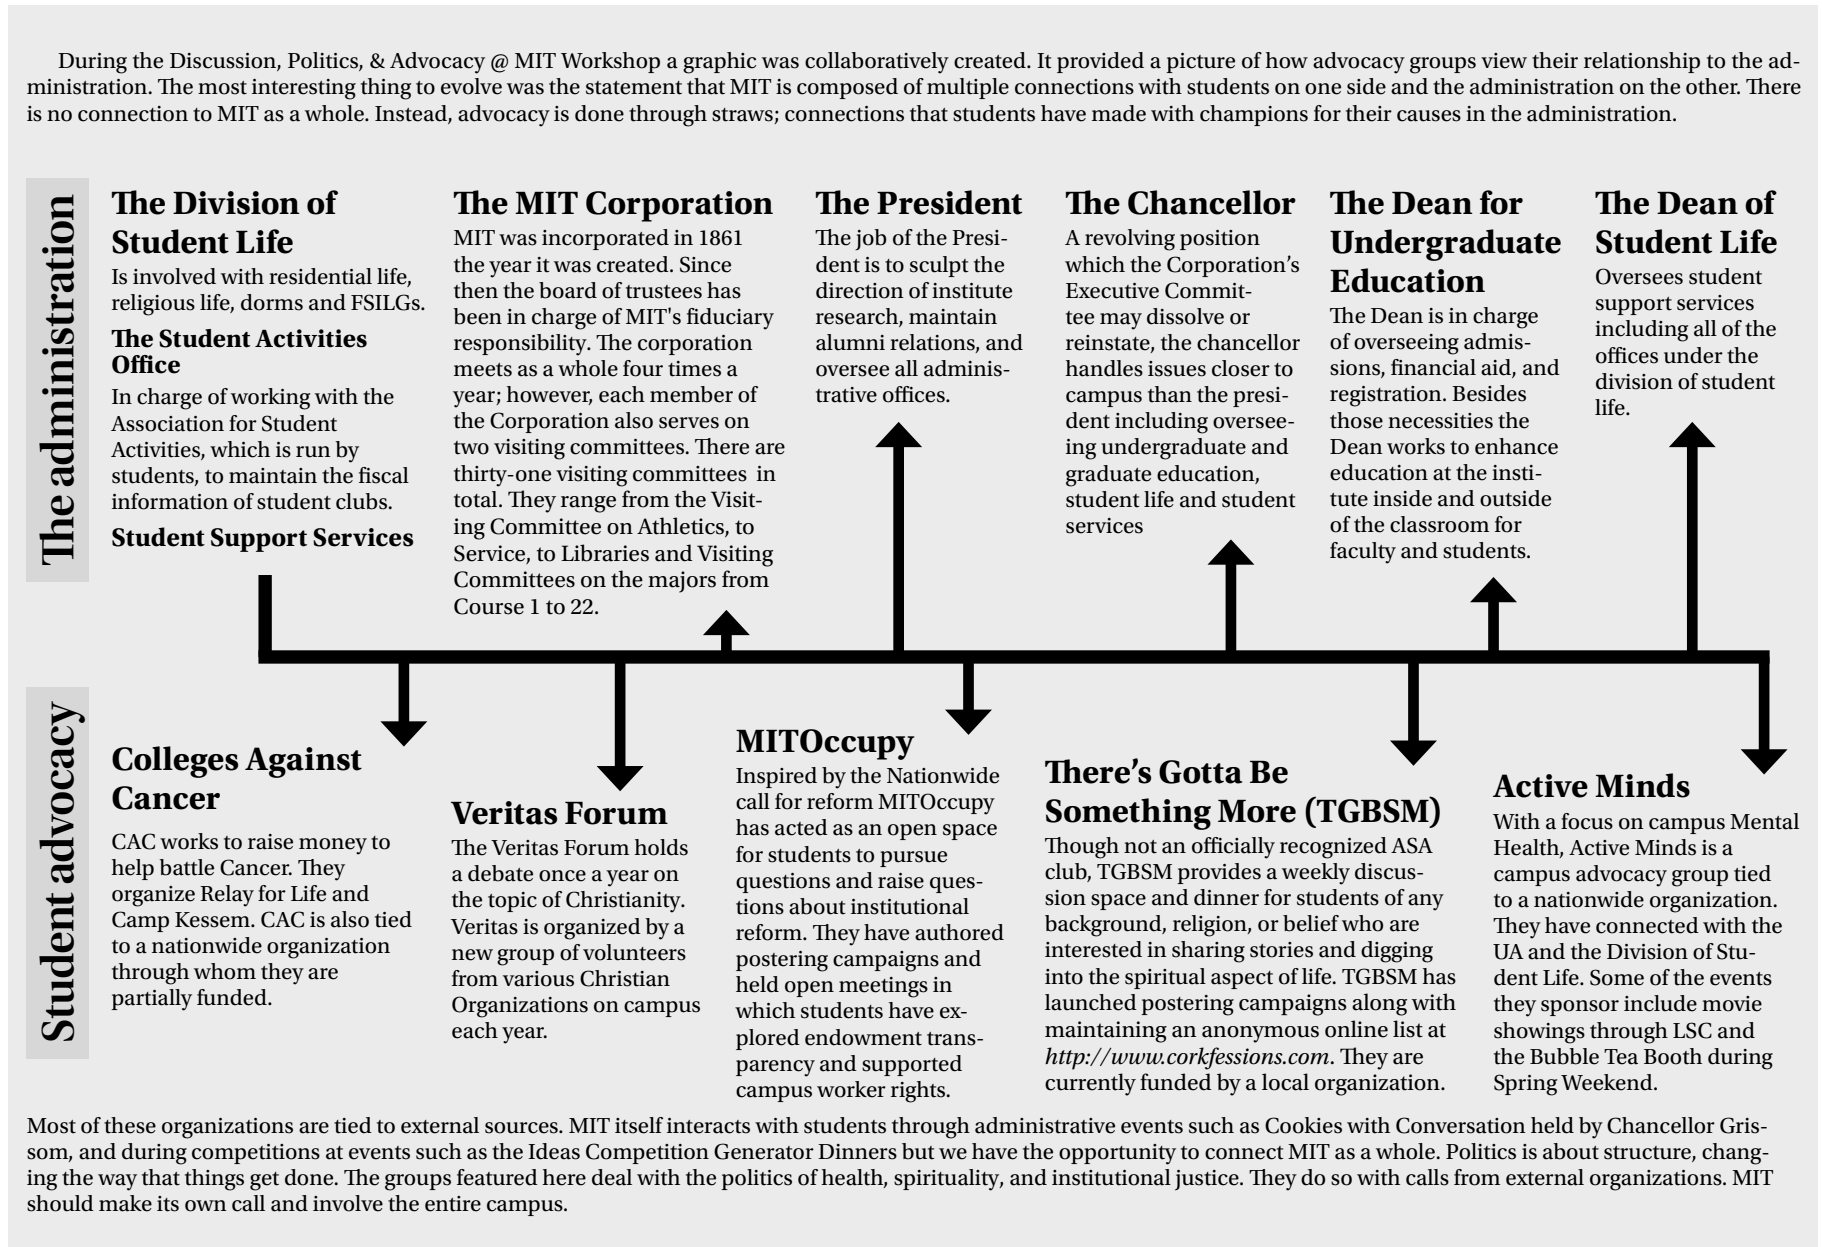 During the Discussion, Politics, & Advocacy @ MIT Workshop a graphic was collaboratively created. It provided a picture of how advocacy groups view their relationship to the ad-
ministration. The most interesting thing to evolve was the statement that MIT is composed of multiple connections with students on one side and the administration on the other. There
is no connection to MIT as a whole. Instead, advocacy is done through straws; connections that students have made with champions for their causes in the administration.
The administration
The Division of
Student Life
Is involved with residential life,
religious life, dorms and FSILGs.
The Student Activities
Office
In charge of working with the
Association for Student
Activities, which is run by
students, to maintain the fiscal
information of student clubs.
Student Support Services
The MIT Corporation
MIT was incorporated in 1861
the year it was created. Since
then the board of trustees has
been in charge of MIT's fiduciary
responsibility. The corporation
meets as a whole four times a
year; however, each member of
the Corporation also serves on
two visiting committees. There are
thirty-one visiting committees in
total. They range from the Visit-
ing Committee on Athletics, to
Service, to Libraries and Visiting
Committees on the majors from
Course 1 to 22.
The President
The job of the Presi-
dent is to sculpt the
direction of institute
research, maintain
alumni relations, and
oversee all adminis-
trative offices.
The Chancellor
A revolving position
which the Corporation's
Executive Commit-
tee may dissolve or
reinstate, the chancellor
handles issues closer to
campus than the presi-
dent including oversee-
ing undergraduate and
graduate education,
student life and student
services
The Dean for
Undergraduate
Education
The Dean is in charge
of overseeing admis-
sions, financial aid, and
registration. Besides
those necessities the
Dean works to enhance
education at the insti-
tute inside and outside
of the classroom for
faculty and students.
The Dean of
Student Life
Oversees student
support services
including all of the
offices under the
division of student
life.
Student advocacy
Colleges Against
Cancer
CAC works to raise money to
help battle Cancer. They
organize Relay for Life and
Camp Kessem. CAC is also tied
to a nationwide organization
through whom they are
partially funded.
Veritas Forum
The Veritas Forum holds
a debate once a year on
the topic of Christianity.
Veritas is organized by a
new group of volunteers
from various Christian
Organizations on campus
each year.
MITOccupy
Inspired by the Nationwide
call for reform MITOccupy
has acted as an open space
for students to pursue
questions and raise ques-
tions about institutional
reform. They have authored
postering campaigns and
held open meetings in
which students have ex-
plored endowment trans-
parency and supported
campus worker rights.
There's Gotta Be
Something More (TGBSM)
Though not an officially recognized ASA
club, TGBSM provides a weekly discus-
sion space and dinner for students of any
background, religion, or belief who are
interested in sharing stories and digging
into the spiritual aspect of life. TGBSM has
launched postering campaigns along with
maintaining an anonymous online list at
http://www.corkfessions.com. They are
currently funded by a local organization.
Active Minds
With a focus on campus Mental
Health, Active Minds is a
campus advocacy group tied
to a nationwide organization.
They have connected with the
UA and the Division of Stu-
dent Life. Some of the events
they sponsor include movie
showings through LSC and
the Bubble Tea Booth during
Spring Weekend.
Most of these organizations are tied to external sources. MIT itself interacts with students through administrative events such as Cookies with Conversation held by Chancellor Gris-
som, and during competitions at events such as the Ideas Competition Generator Dinners but we have the opportunity to connect MIT as a whole. Politics is about structure, chang-
ing the way that things get done. The groups featured here deal with the politics of health, spirituality, and institutional justice. They do so with calls from external organizations. MIT
should make its own call and involve the entire campus.